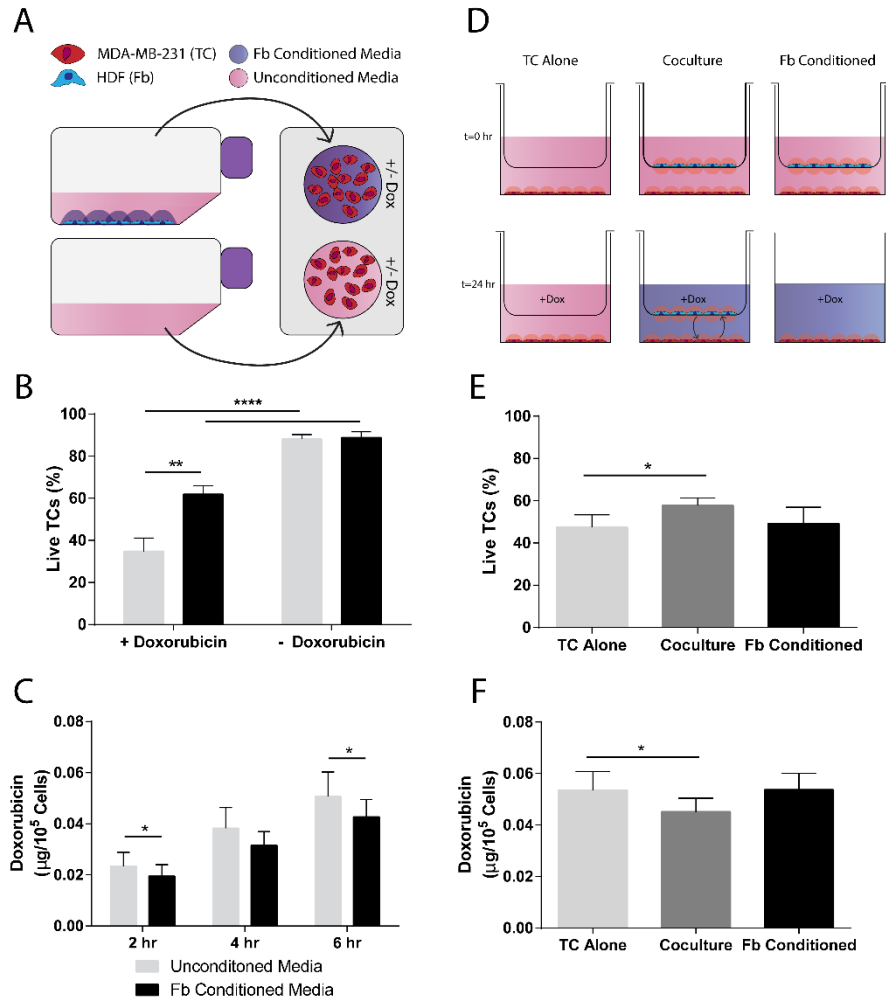 A
MDA-MB-231 (TC)
Fb Conditioned Media
HDF (Fb)
Unconditioned Media
+/- Dox
+/- Dox
B
****
**
Live TCs (%)
100
80
60
40
20
0
+ Doxorubicin
- Doxorubicin
C
*
*
Doxorubicin
(µg/10⁵ Cells)
0.08
0.06
0.04
0.02
0.00
2 hr
4 hr
6 hr
Unconditoned Media
Fb Conditioned Media
D
TC Alone
Coculture
Fb Conditioned
t=0 hr
t=24 hr
+Dox
+Dox
+Dox
E
*
Live TCs (%)
100
80
60
40
20
0
TC Alone
Coculture
Fb Conditioned
F
*
Doxorubicin
(µg/10⁵ Cells)
0.08
0.06
0.04
0.02
0.00
TC Alone
Coculture
Fb Conditioned